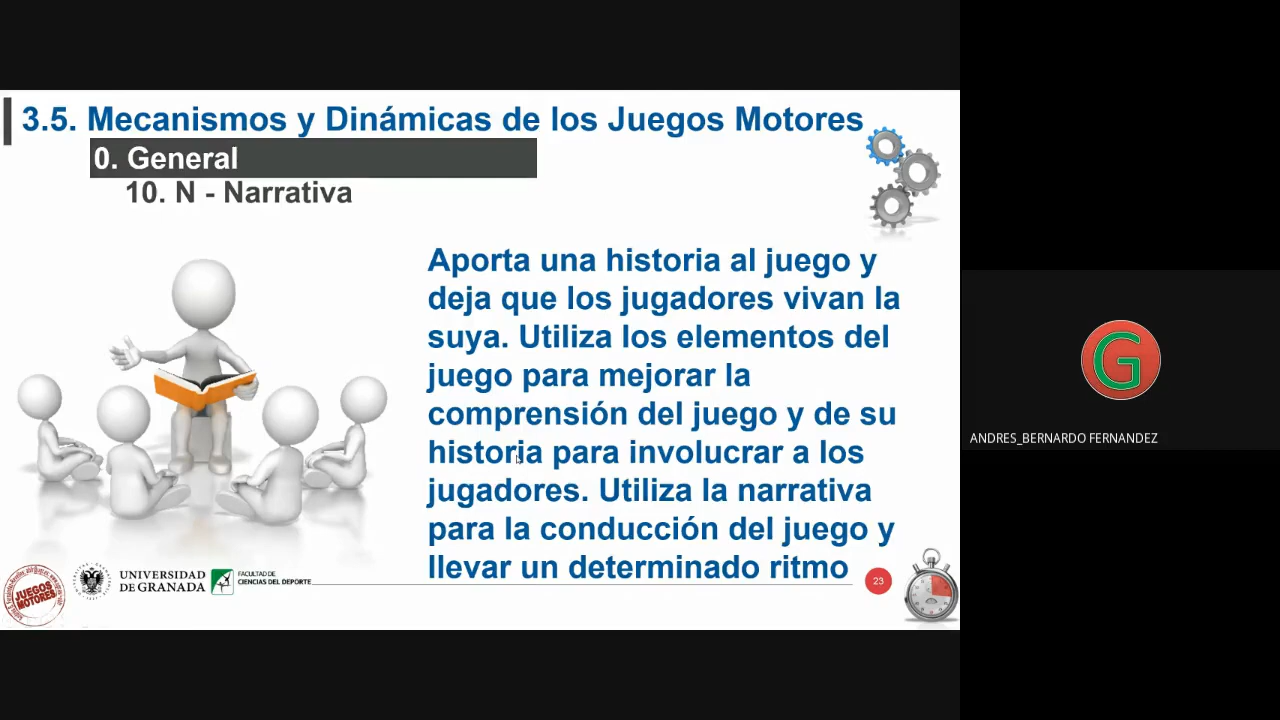 3.5. Mecanismos y Dinámicas de los Juegos Motores
0. General
10. N - Narrativa
Aporta una historia al juego y
deja que los jugadores vivan la
suya. Utiliza los elementos del
juego para mejorar la
comprensión del juego y de su
historia para involucrar a los
jugadores. Utiliza la narrativa
para la conducción del juego y
llevar un determinado ritmo
JUEGOS
MOTORES
UNIVERSIDAD
DE GRANADA
FACULTAD DE
CIENCIAS DEL DEPORTE
23
G
ANDRES_BERNARDO FERNANDEZ